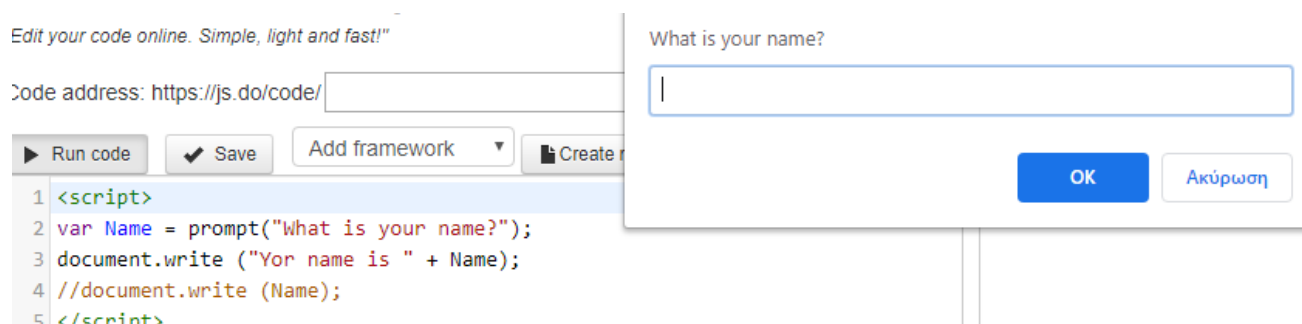 Edit your code online. Simple, light and fast!"
Code address: https://js.do/code/
Run code
Save
Add framework
Create
1 <script>
2 var Name = prompt("What is your name?");
3 document.write ("Yor name is " + Name);
4 //document.write (Name);
5 </script>
What is your name?
OK
Ακύρωση